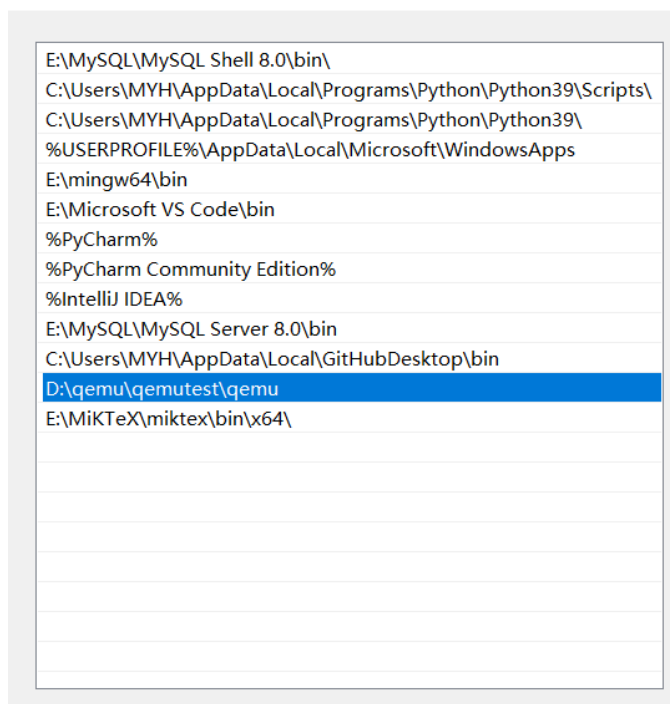 E:\MySQL\MySQL Shell 8.0\bin\
C:\Users\MYH\AppData\Local\Programs\Python\Python39\Scripts\
C:\Users\MYH\AppData\Local\Programs\Python\Python39\
%USERPROFILE%\AppData\Local\Microsoft\WindowsApps
E:\mingw64\bin
E:\Microsoft VS Code\bin
%PyCharm%
%PyCharm Community Edition%
%IntelliJ IDEA%
E:\MySQL\MySQL Server 8.0\bin
C:\Users\MYH\AppData\Local\GitHubDesktop\bin
D:\qemu\qemutest\qemu
E:\MiKTeX\miktex\bin\x64\